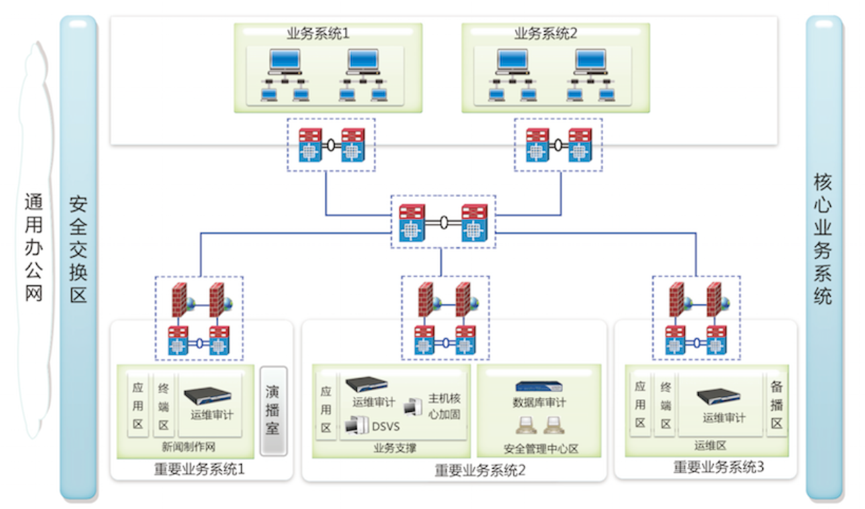 业务系统1
业务系统2
通用办公网
安全交换区
核心业务系统
应用区
终端区
运维审计
新闻制作网
演播室
重要业务系统1
应用区
运维审计
主机核
心加固
DSVS
业务支撑
数据库审计
安全管理中心区
重要业务系统2
应用区
终端区
运维审计
备播区
运维区
重要业务系统3